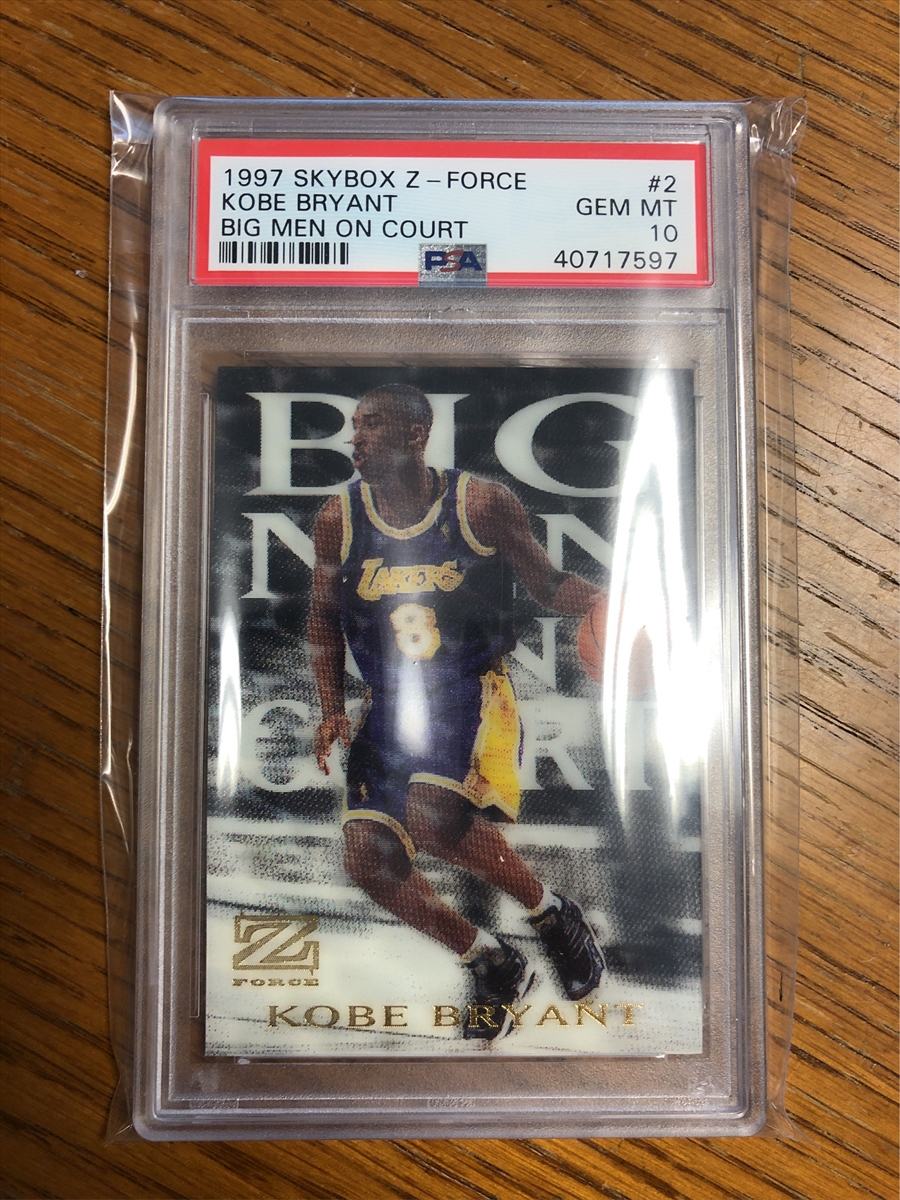 1997 SKYBOX Z-FORCE #2
KOBE BRYANT GEM MT
BIG MEN ON COURT 10
PSA 40717597
BIG
MEN
ON
COURT
LAKERS
8
Z
FORCE
KOBE BRYANT